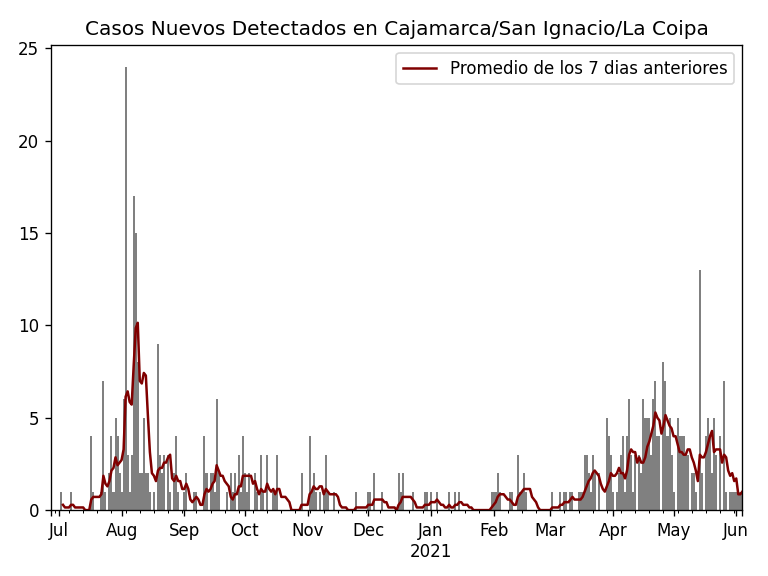 Casos Nuevos Detectados en Cajamarca/San Ignacio/La Coipa
Promedio de los 7 dias anteriores
25
20
15
10
5
0
Jul Aug Sep Oct Nov Dec Jan Feb Mar Apr May Jun
2021